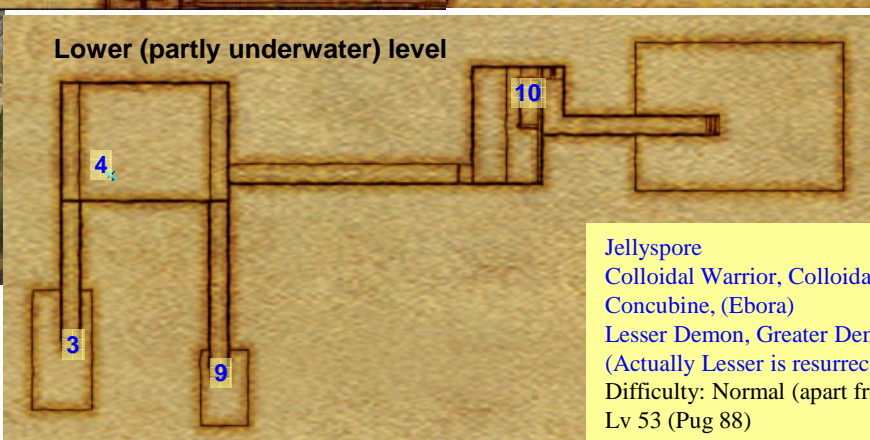 Lower (partly underwater) level
10
4
3
9
Jellyspore
Colloidal Warrior, Colloida
Concubine, (Ebora)
Lesser Demon, Greater Den
(Actually Lesser is resurrec
Difficulty: Normal (apart fr
Lv 53 (Pug 88)